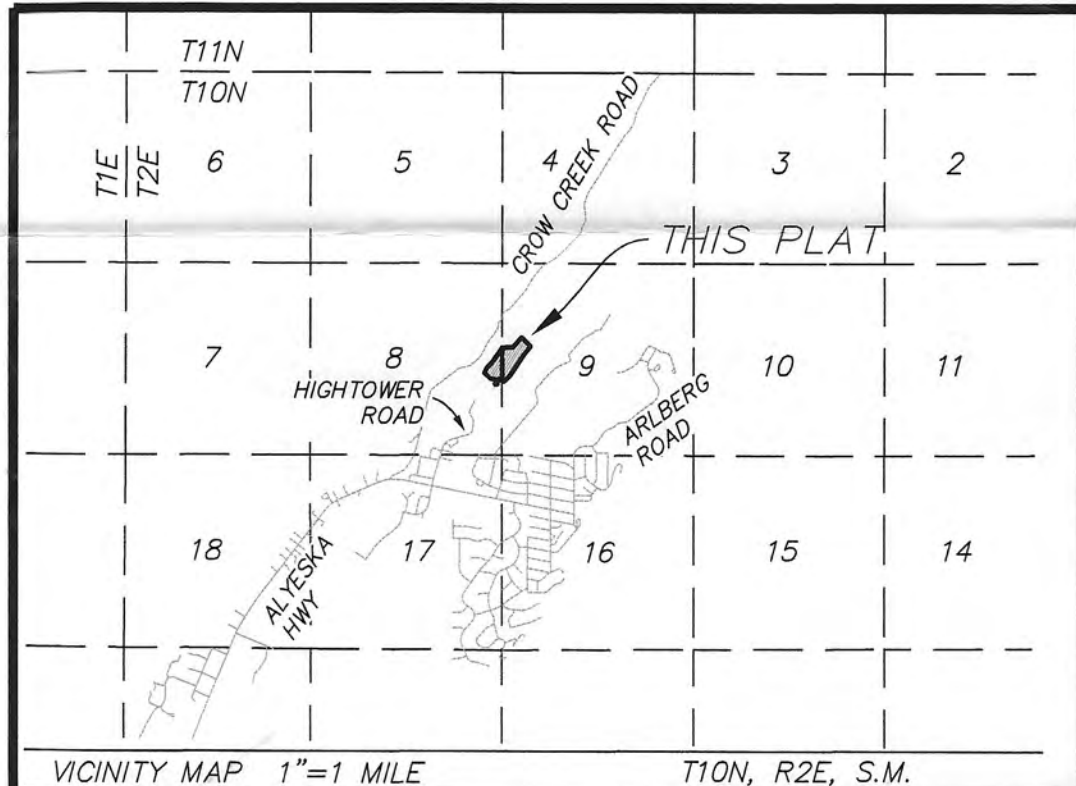 T11N
T10N
T1E
T2E
6
5
4
3
2
CROW CREEK ROAD
THIS PLAT
7
8
9
10
11
HIGHTOWER
ROAD
ARLBERG
ROAD
18
17
16
15
14
ALYESKA
HWY
VICINITY MAP 1"=1 MILE
T10N, R2E, S.M.